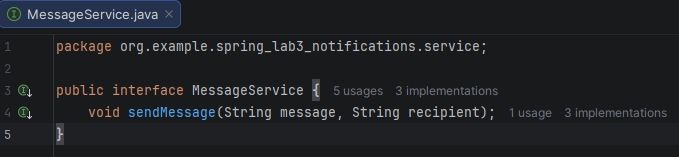 MessageService.java
1 package org.example.spring_lab3_notifications.service;
2
3 public interface MessageService { 5 usages 3 implementations
4 void sendMessage(String message, String recipient); 1 usage 3 implementations
5 }